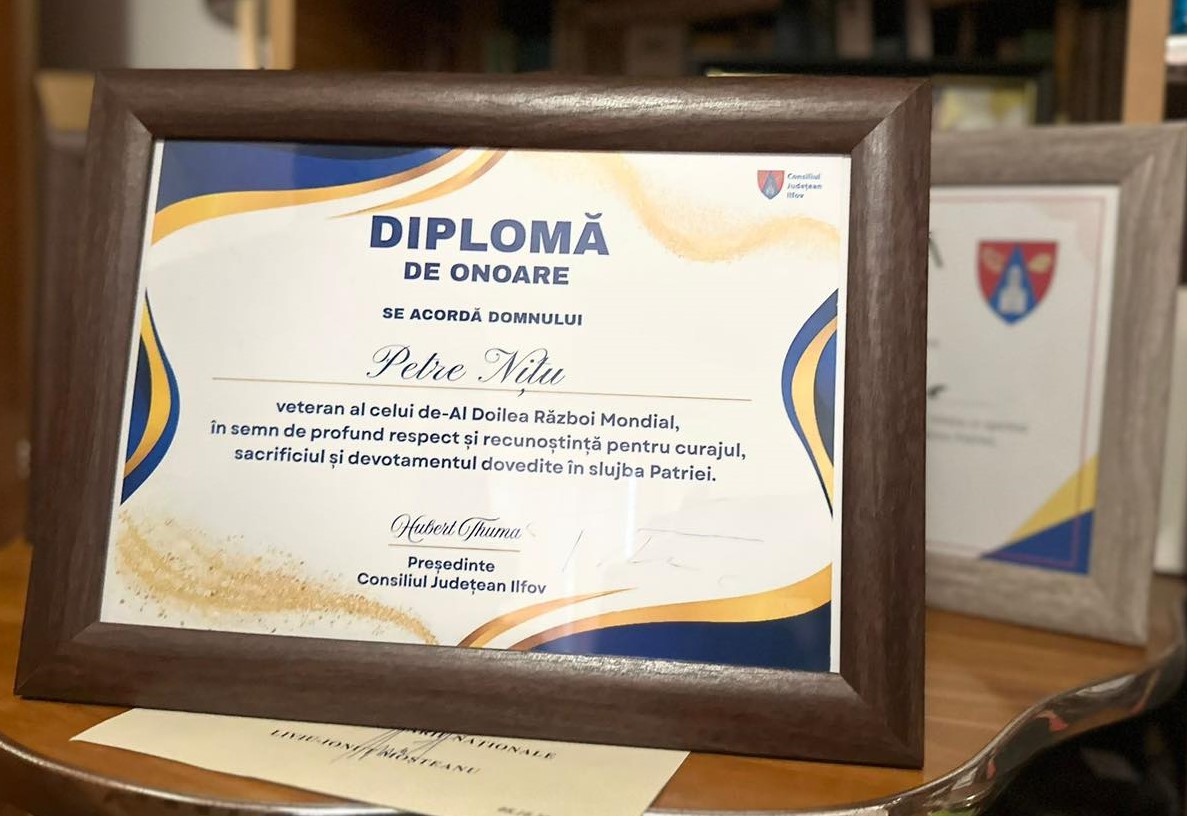 Consiliul
Județean
Ilfov
DIPLOMĂ
DE ONOARE
SE ACORDĂ DOMNULUI
Petre Nițu
veteran al celui de-Al Doilea Război Mondial,
în semn de profund respect și recunoștință pentru curajul,
sacrificiul și devotamentul dovedite în slujba Patriei.
Hubert Thuma
Președinte
Consiliul Județean Ilfov
NAȚIONALE
LIVIU-IONUȚ MOȘTEANU